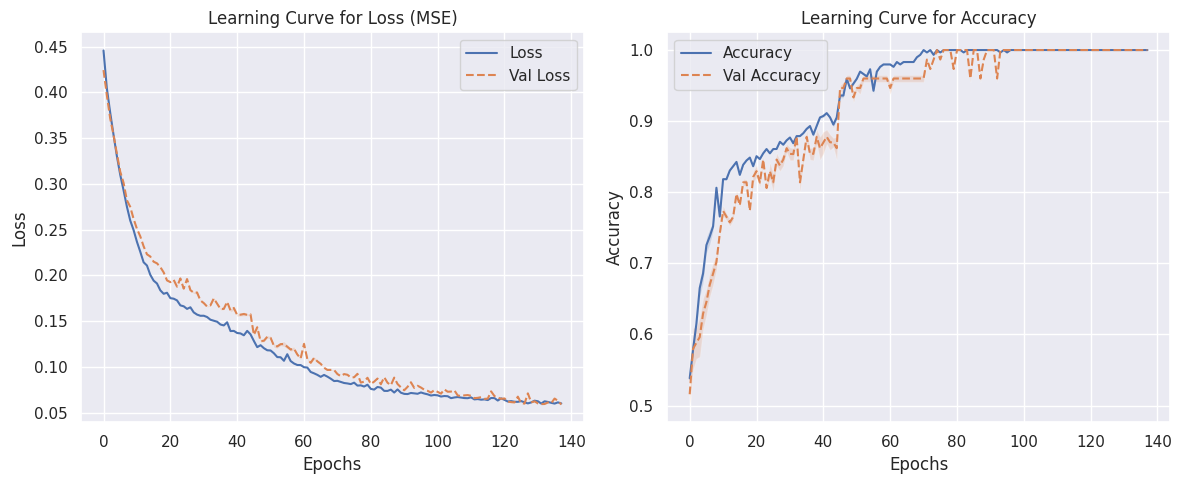 Learning Curve for Loss (MSE)
Loss
Val Loss
0.45
0.40
0.35
0.30
0.25
0.20
0.15
0.10
0.05
Loss
0 20 40 60 80 100 120 140
Epochs
Learning Curve for Accuracy
Accuracy
Val Accuracy
1.0
0.9
0.8
0.7
0.6
0.5
Accuracy
0 20 40 60 80 100 120 140
Epochs